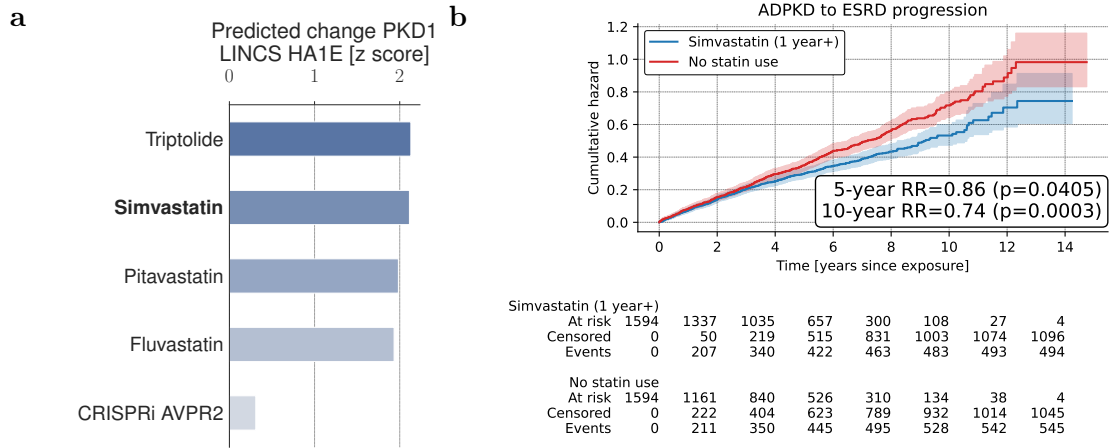 a
Predicted change PKD1
LINCS HA1E [z score]
0 1 2
Triptolide
Simvastatin
Pitavastatin
Fluvastatin
CRISPRi AVPR2
b
ADPKD to ESRD progression
Simvastatin (1 year+)
No statin use
Cumultative hazard
1.2
1.0
0.8
0.6
0.4
0.2
0.0
5-year RR=0.86 (p=0.0405)
10-year RR=0.74 (p=0.0003)
0 2 4 6 8 10 12 14
Time [years since exposure]
Simvastatin (1 year+)
At risk 1594 1337 1035 657 300 108 27 4
Censored 0 50 219 515 831 1003 1074 1096
Events 0 207 340 422 463 483 493 494
No statin use
At risk 1594 1161 840 526 310 134 38 4
Censored 0 222 404 623 789 932 1014 1045
Events 0 211 350 445 495 528 542 545